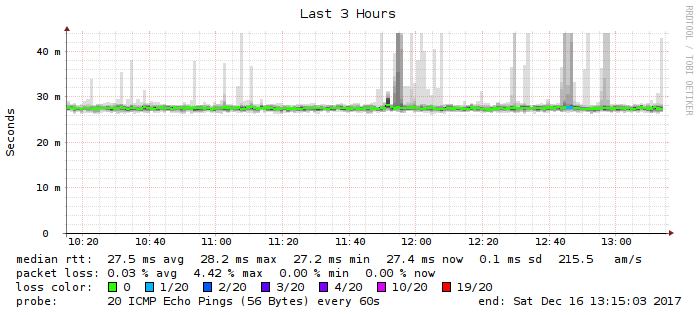 Last 3 Hours
RRDTOOL / TOBI OETIKER
Seconds
40 m
30 m
20 m
10 m
0
10:20 10:40 11:00 11:20 11:40 12:00 12:20 12:40 13:00
median rtt: 27.5 ms avg 28.2 ms max 27.2 ms min 27.4 ms now 0.1 ms sd 215.5 am/s
packet loss: 0.03 % avg 4.42 % max 0.00 % min 0.00 % now
loss color: 0 1/20 2/20 3/20 4/20 10/20 19/20
probe: 20 ICMP Echo Pings (56 Bytes) every 60s end: Sat Dec 16 13:15:03 2017